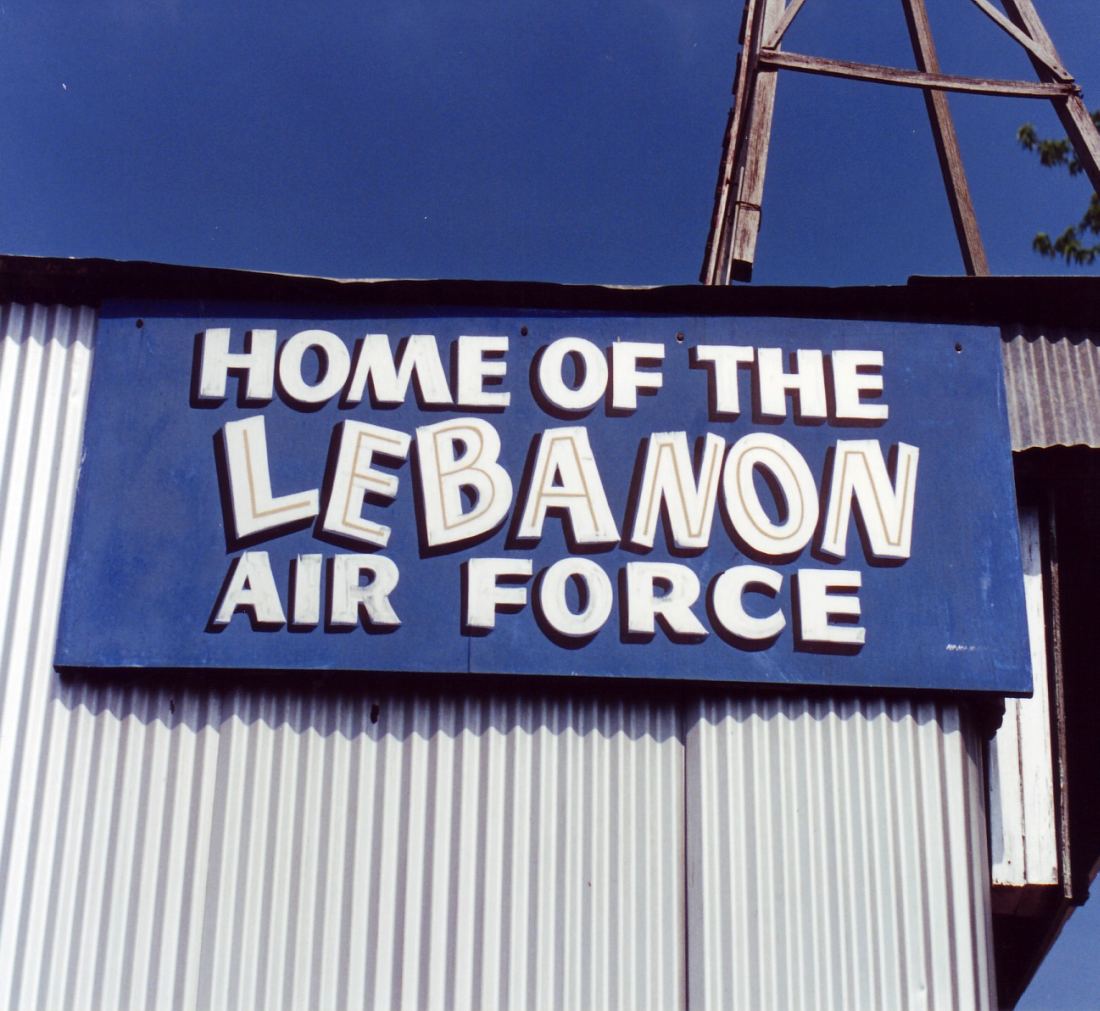 HOME OF THE
LEBANON
AIR FORCE